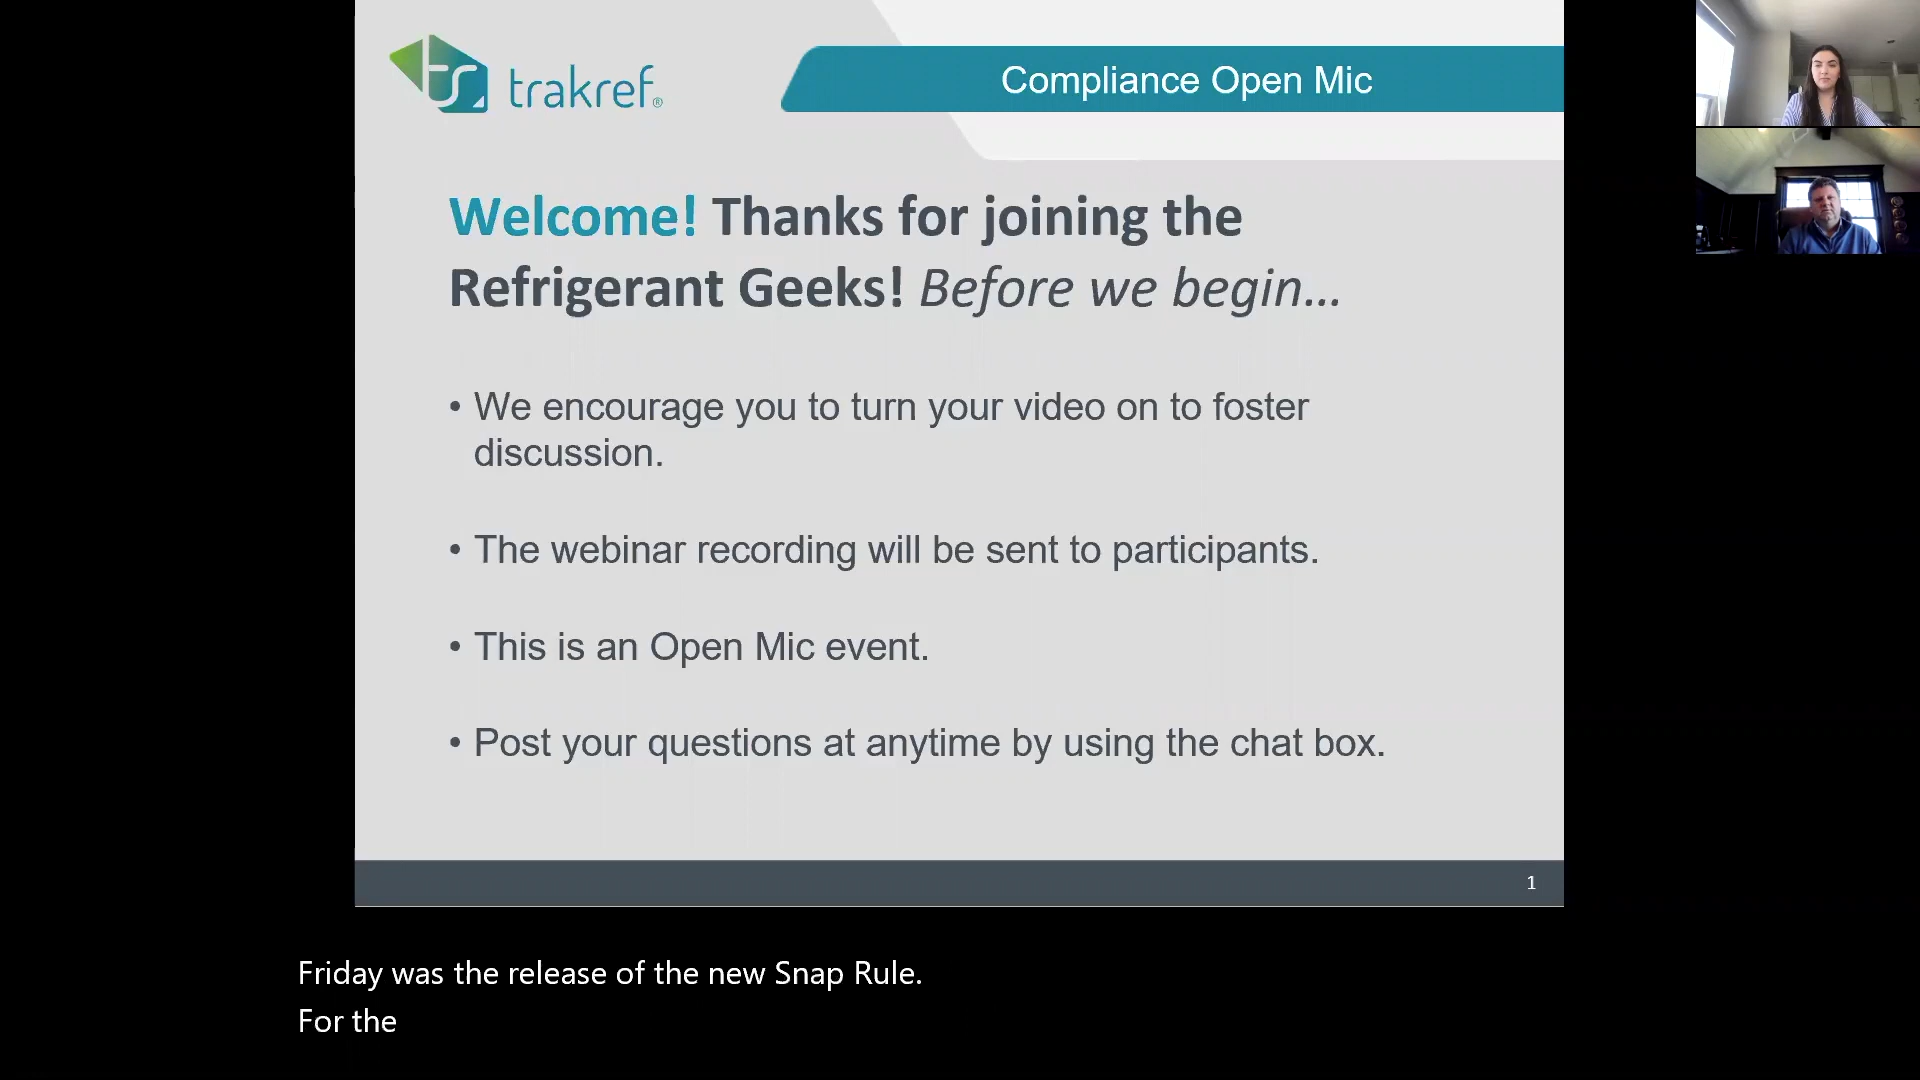 trakref®
Compliance Open Mic
Welcome! Thanks for joining the
Refrigerant Geeks! Before we begin...
• We encourage you to turn your video on to foster
discussion.
• The webinar recording will be sent to participants.
• This is an Open Mic event.
• Post your questions at anytime by using the chat box.
1
Friday was the release of the new Snap Rule.
For the